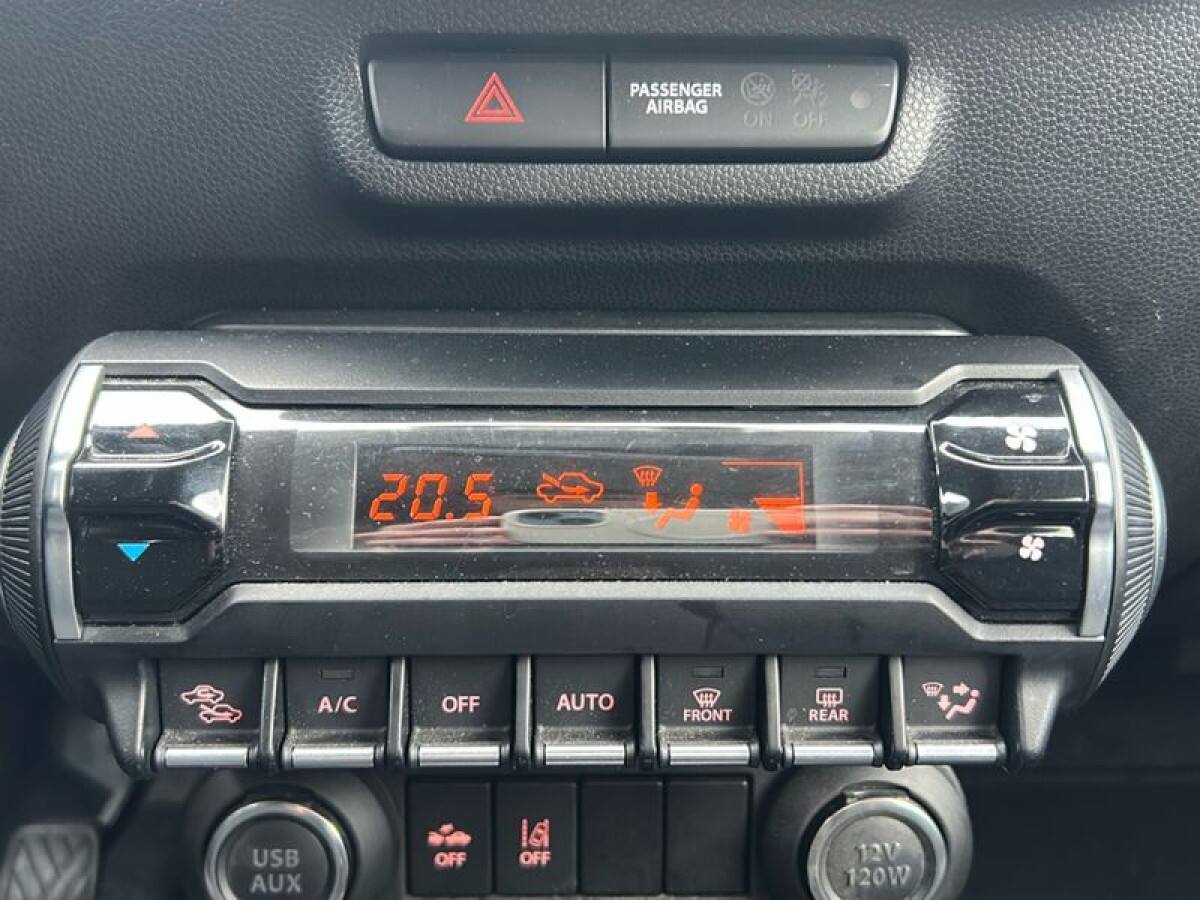 PASSENGER
AIRBAG
ON OFF
20.5
A/C
OFF
AUTO
FRONT
REAR
USB
AUX
OFF
OFF
12V
120W